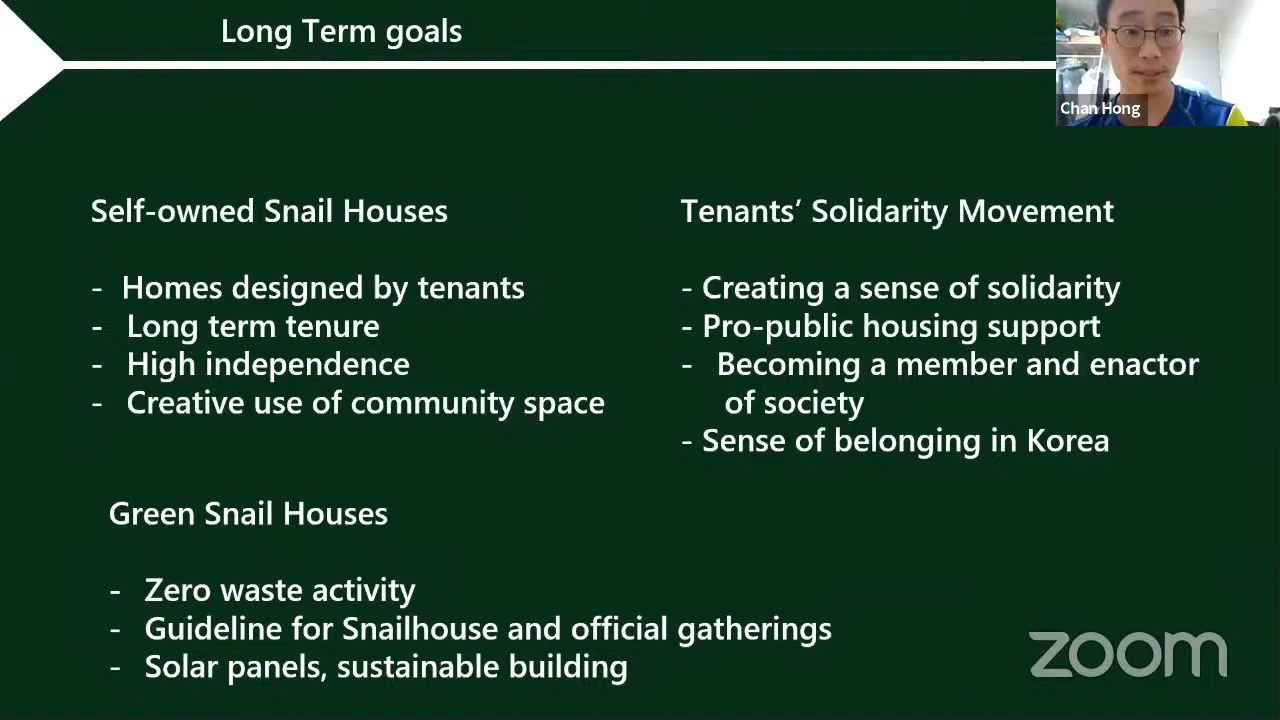 Long Term goals
Chan Hong
Self-owned Snail Houses
- Homes designed by tenants
- Long term tenure
- High independence
- Creative use of community space
Tenants’ Solidarity Movement
- Creating a sense of solidarity
- Pro-public housing support
- Becoming a member and enactor
of society
- Sense of belonging in Korea
Green Snail Houses
- Zero waste activity
- Guideline for Snailhouse and official gatherings
- Solar panels, sustainable building
zoom